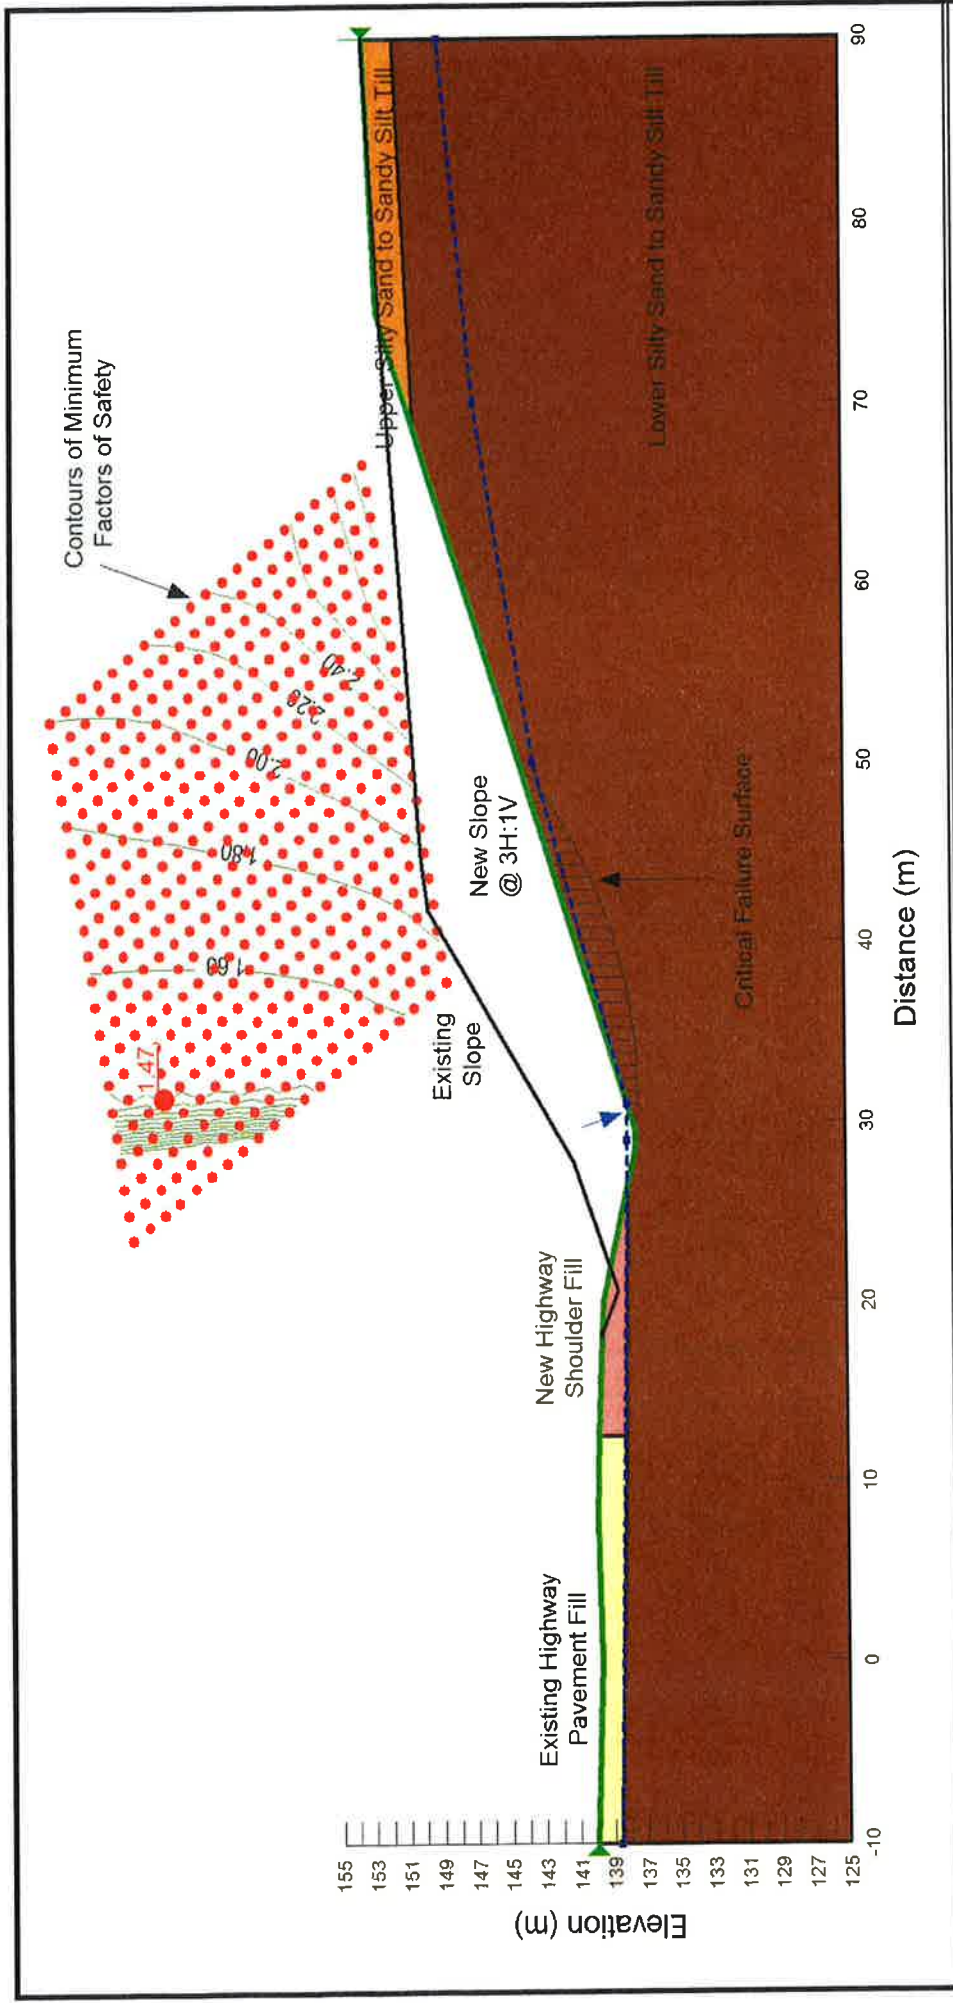 Contours of Minimum
Factors of Safety
1.47
1.60
1.80
2.00
2.20
2.40
Upper Silty Sand to Sandy Silt Till
Lower Silty Sand to Sandy Silt Till
Existing
Slope
New Slope
@ 3H:1V
New Highway
Shoulder Fill
Existing Highway
Pavement Fill
Critical Failure Surface
Elevation (m)
155
153
151
149
147
145
143
141
139
137
135
133
131
129
127
125
-10
0
10
20
30
40
50
60
70
80
90
Distance (m)